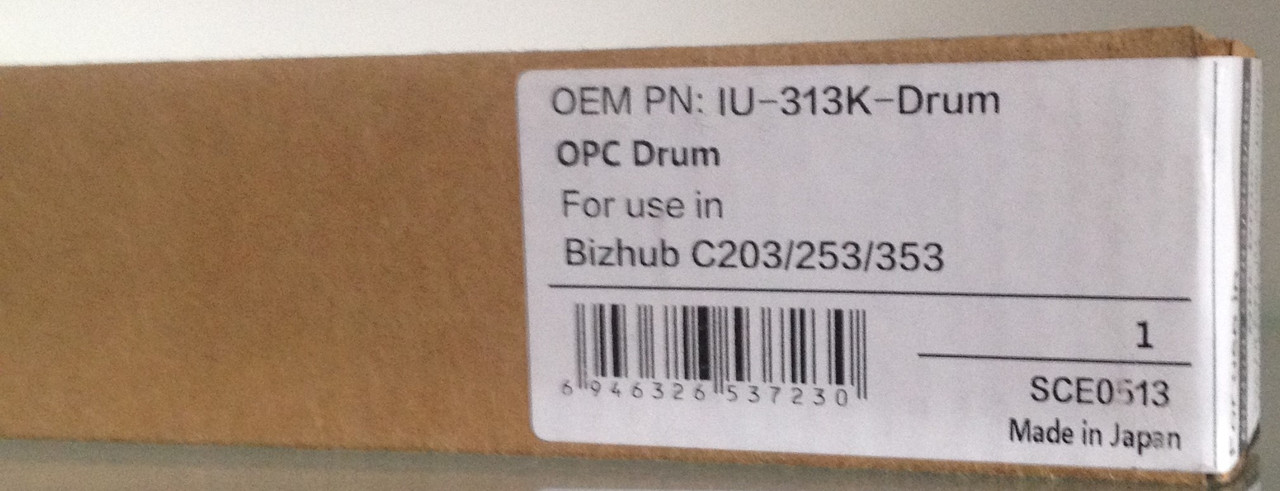 OEM PN: IU-313K-Drum
OPC Drum
For use in
Bizhub C203/253/353
1
6 946326 537230
SCE0513
Made in Japan